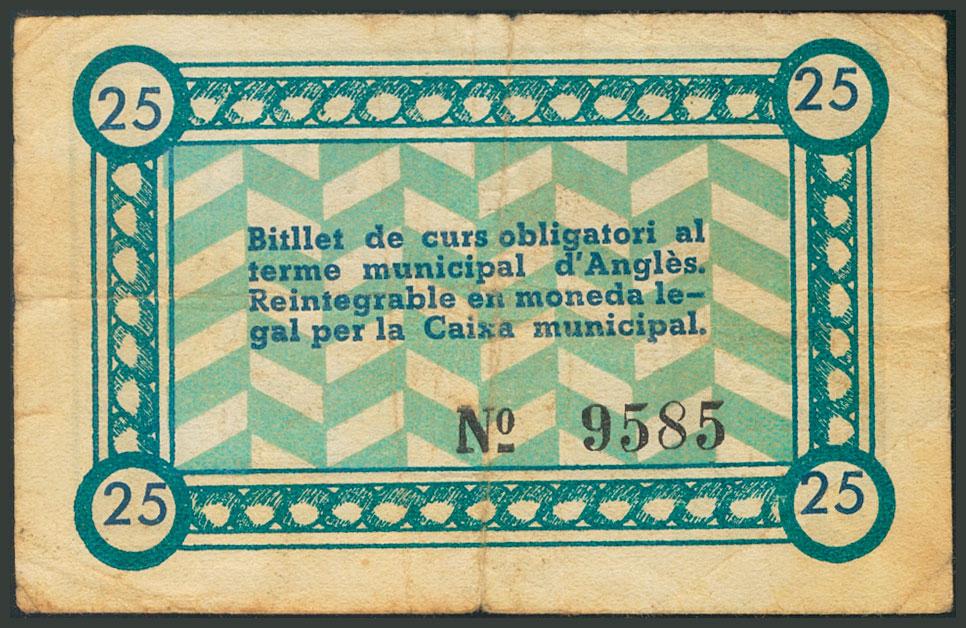 25 25
Bitllet de curs obligatori al
terme municipal d'Anglès.
Reintegrable en moneda le-
gal per la Caixa municipal.
Nº 9585
25 25